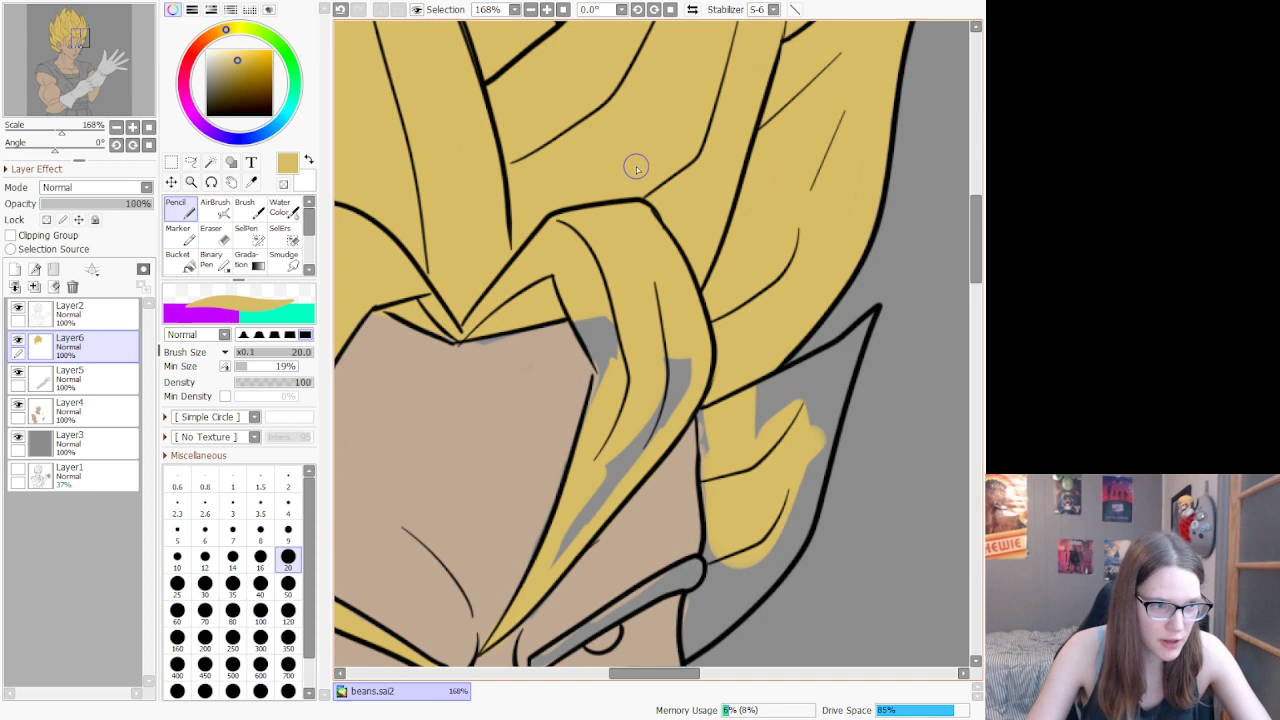 Selection 168% 0.0° Stabilizer S-6
Scale 168%
Angle 0°
Layer Effect
Mode Normal
Opacity 100%
Lock
Clipping Group
Selection Source
Layer2
Normal
100%
Layer6
Normal
100%
Layer5
Normal
100%
Layer4
Normal
100%
Layer3
Normal
100%
Layer1
Normal
37%
T
Pencil AirBrush Brush Water Color
Marker Eraser SelPen SelErs
Bucket Binary Pen Grada-tion Smudge
Normal
Brush Size x0.1 20.0
Min Size 19%
Density 100
Min Density 0%
[ Simple Circle ]
[ No Texture ] Intens. 95
Miscellaneous
0.6 0.8 1 1.5 2
2.3 2.6 3 3.5 4
5 6 7 8 9
10 12 14 16 20
25 30 35 40 50
60 70 80 100 120
160 200 250 300 350
400 450 500 600 700
beans.sai2 168%
Memory Usage 6% (8%) Drive Space 85%
HEWIE